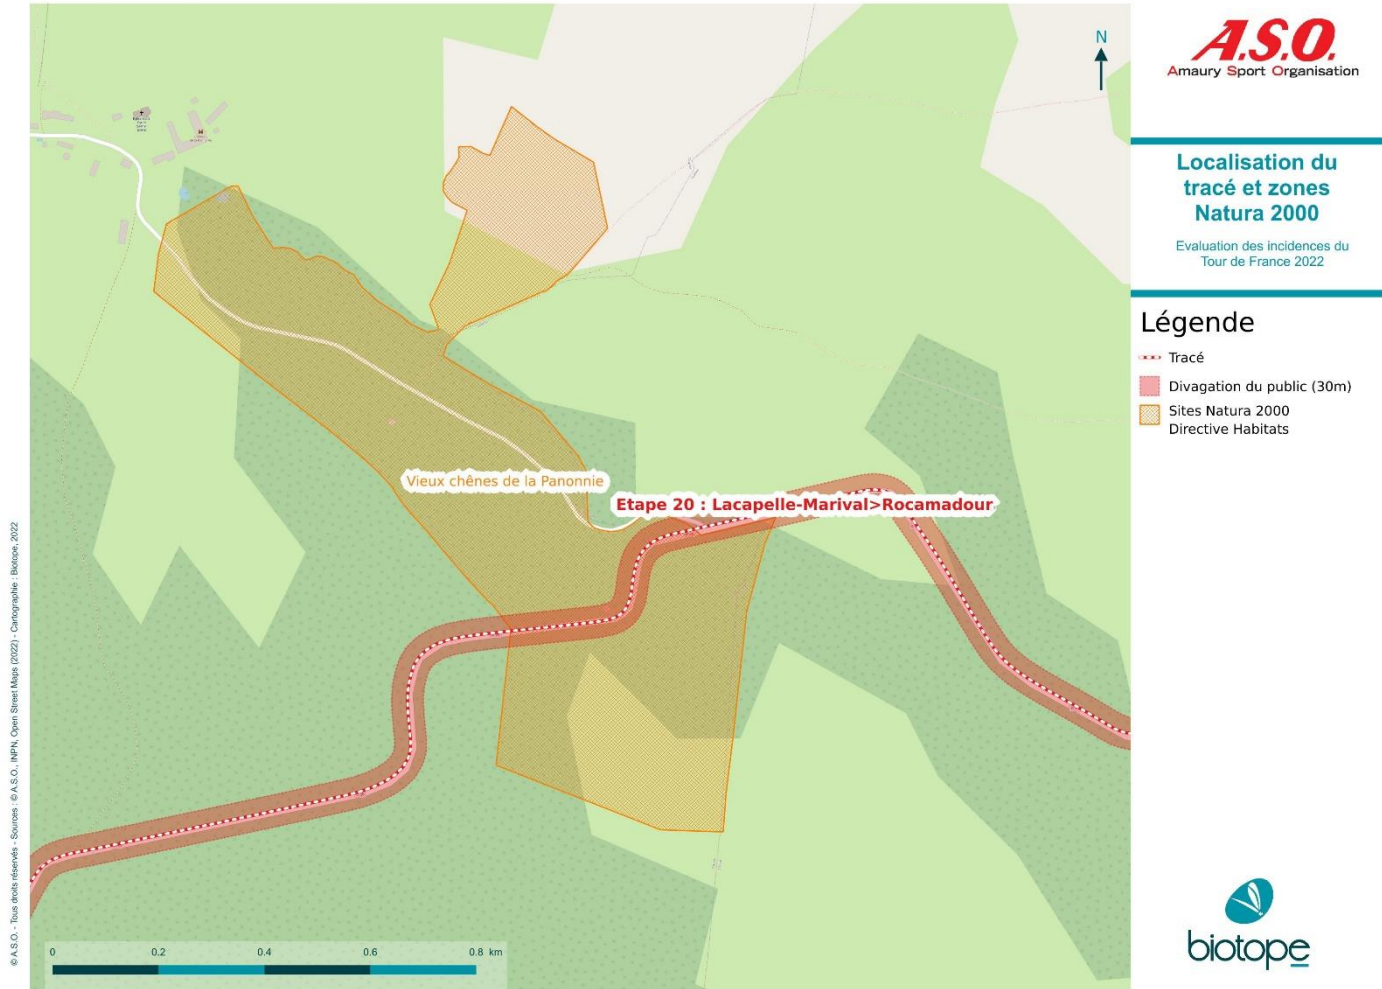 N
A.S.O.
Amaury Sport Organisation
Localisation du
tracé et zones
Natura 2000
Evaluation des incidences du
Tour de France 2022
Légende
Tracé
Divagation du public (30m)
Sites Natura 2000
Directive Habitats
Vieux chênes de la Panonnie
Etape 20 : Lacapelle-Marival>Rocamadour
0 0.2 0.4 0.6 0.8 km
© A.S.O. - Tous droits réservés - Sources : © A.S.O., INPN, Open Street Maps (2022) - Cartographie : Biotope, 2022
biotope